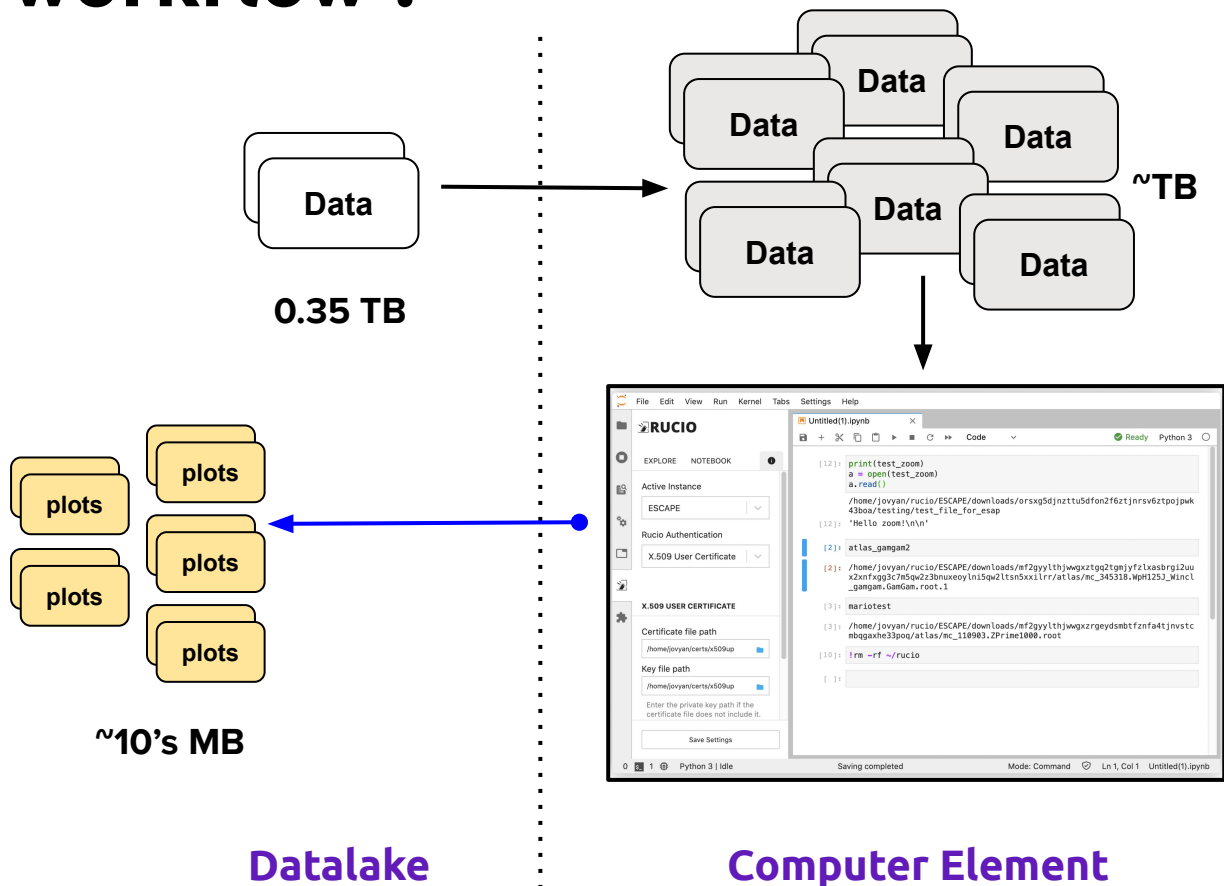 workflow?
Data
0.35 TB
Data
Data
Data
Data
Data
Data
~TB
plots
plots
plots
plots
plots
~10's MB
File Edit View Run Kernel Tabs Settings Help
RUCIO
EXPLORE NOTEBOOK
Active Instance
ESCAPE
Rucio Authentication
X.509 User Certificate
X.509 USER CERTIFICATE
Certificate file path
/home/jovyan/certs/x509up
Key file path
/home/jovyan/certs/x509up
Enter the private key path if the
certificate file does not include it.
Save Settings
Untitled(1).ipynb
Code Ready Python 3
[12]: print(test_zoom)
a = open(test_zoom)
a.read()
/home/jovyan/rucio/ESCAPE/downloads/orsxg5djnzttu5dfon2f6ztjnrsv6ztpojpwk
43boa/testing/test_file_for_esap
[12]: 'Hello zoom!\n\n'
[2]: atlas_gamgam2
[2]: /home/jovyan/rucio/ESCAPE/downloads/mf2gyylthjwwgxztgq2tgmjyfzlxasbrgi2uu
x2xnfxgg3c7m5qw2z3bnuxeoylni5qw2ltsn5xxilrr/atlas/mc_345318.WpH125J_Wincl
_gamgam.GamGam.root.1
[3]: mariotest
[3]: /home/jovyan/rucio/ESCAPE/downloads/mf2gyylthjwwgxzrgeydsmbtfznfa4tjnvstc
mbqgaxhe33poq/atlas/mc_110903.ZPrime1000.root
[10]: !rm -rf ~/rucio
[ ]:
0 1 Python 3 | Idle Saving completed Mode: Command Ln 1, Col 1 Untitled(1).ipynb
Datalake
Computer Element